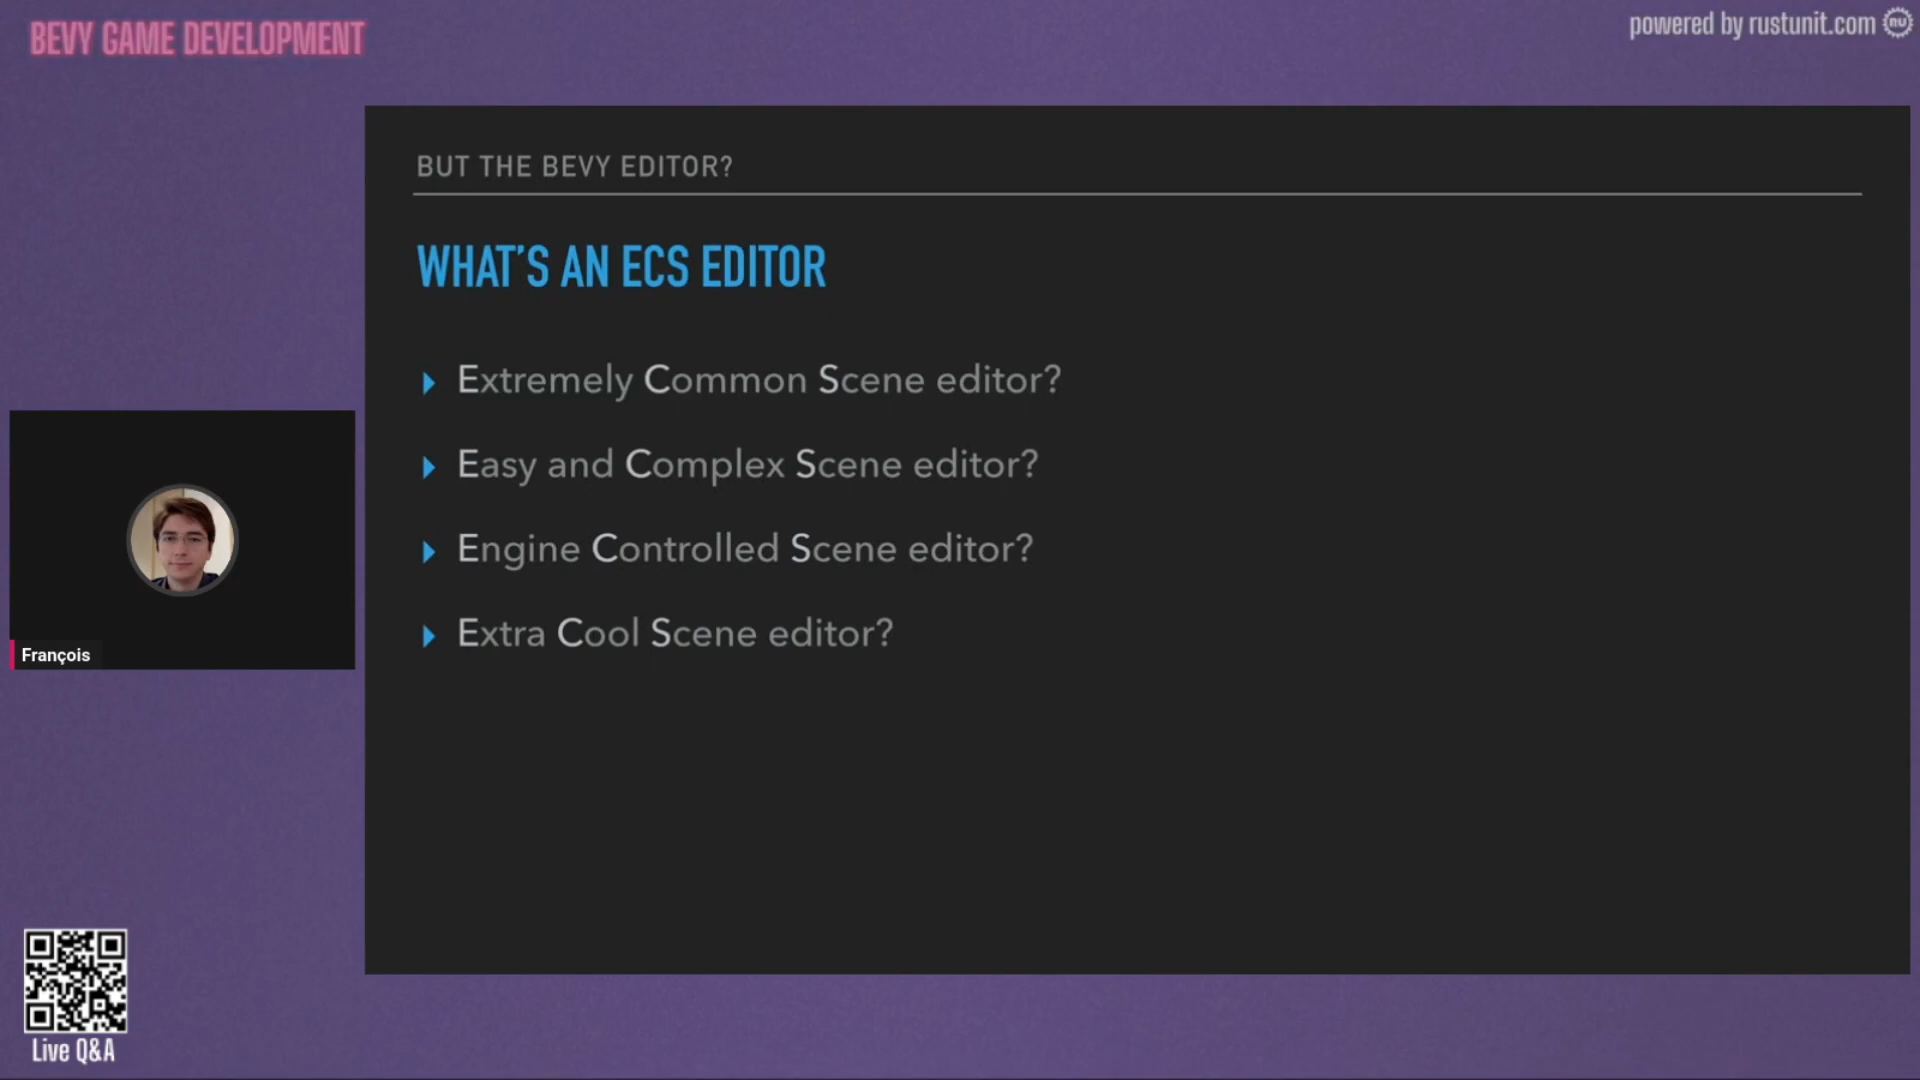 BEVY GAME DEVELOPMENT
powered by rustunit.com
RU
BUT THE BEVY EDITOR?
WHAT'S AN ECS EDITOR
Extremely Common Scene editor?
Easy and Complex Scene editor?
Engine Controlled Scene editor?
Extra Cool Scene editor?
François
Live Q&A